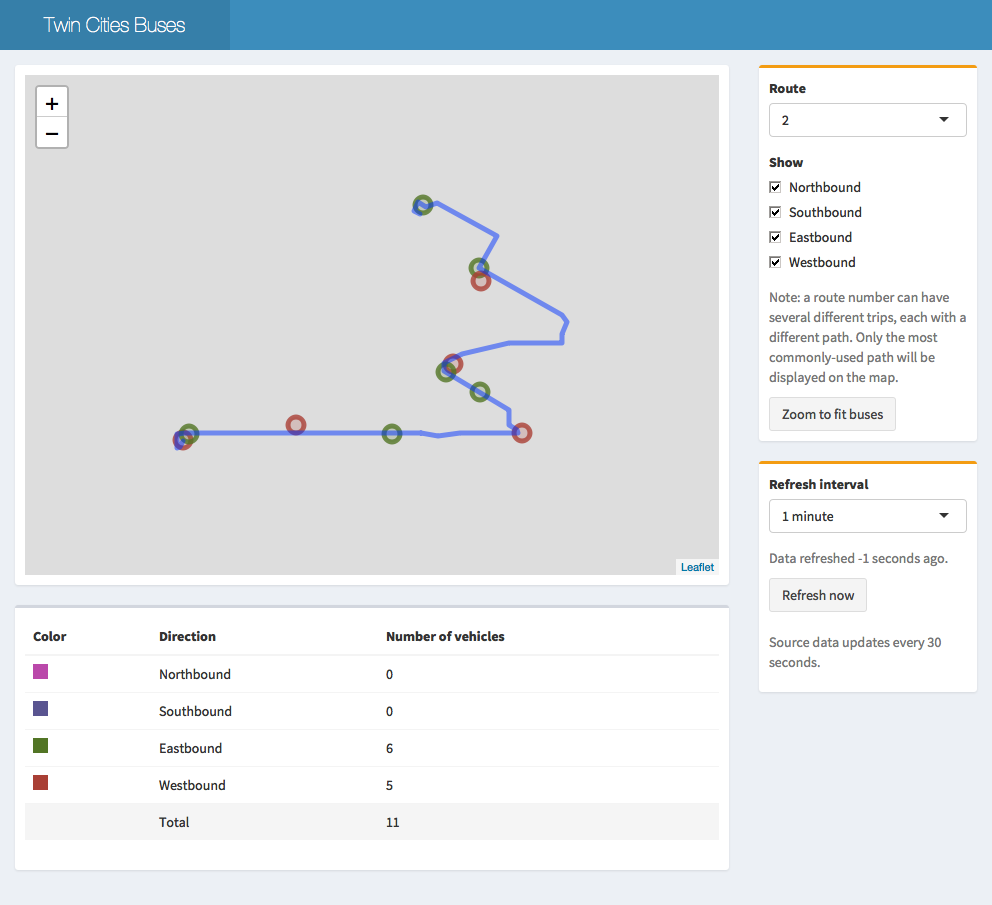 Twin Cities Buses
+
−
Leaflet
Route
2
Show
Northbound
Southbound
Eastbound
Westbound
Note: a route number can have
several different trips, each with a
different path. Only the most
commonly-used path will be
displayed on the map.
Zoom to fit buses
Refresh interval
1 minute
Data refreshed -1 seconds ago.
Refresh now
Source data updates every 30
seconds.
Color Direction Number of vehicles
Northbound 0
Southbound 0
Eastbound 6
Westbound 5
Total 11